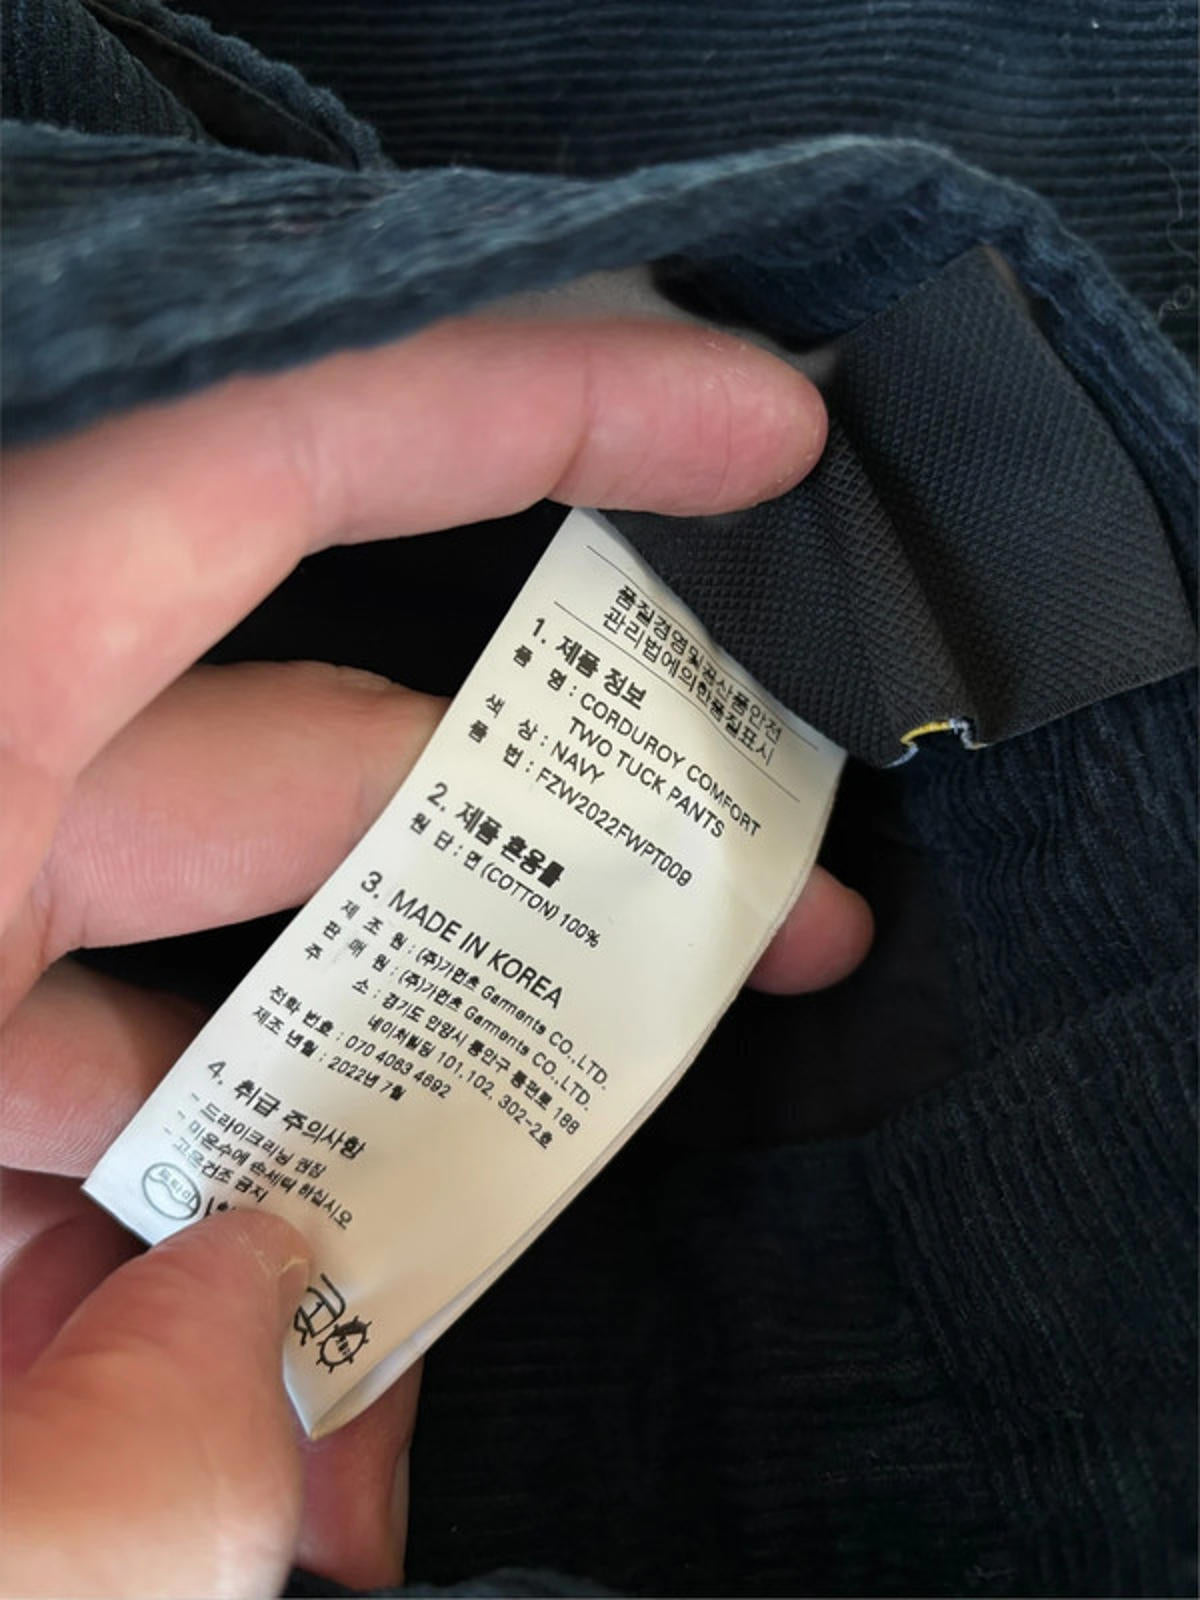 품질경영및공산품안전
관리법에의한품질표시
1. 제품 정보
품 명 : CORDUROY COMFORT
TWO TUCK PANTS
색 상 : NAVY
품 번 : FZW2022FWPT009
2. 제품 혼용률
원 단 : 면 (COTTON) 100%
3. MADE IN KOREA
제 조 원 : (주)가먼츠 Garments CO.,LTD.
판 매 원 : (주)가먼츠 Garments CO.,LTD.
주 소 : 경기도 안양시 동안구 동편로 188
네이처빌딩 101,102, 302-2호
전화 번호 : 070 4063 4692
제조 년월 : 2022년 7월
4. 취급 주의사항
- 드라이크리닝 권장
- 미온수에 손세탁 하십시오
- 고온건조 금지
드라이